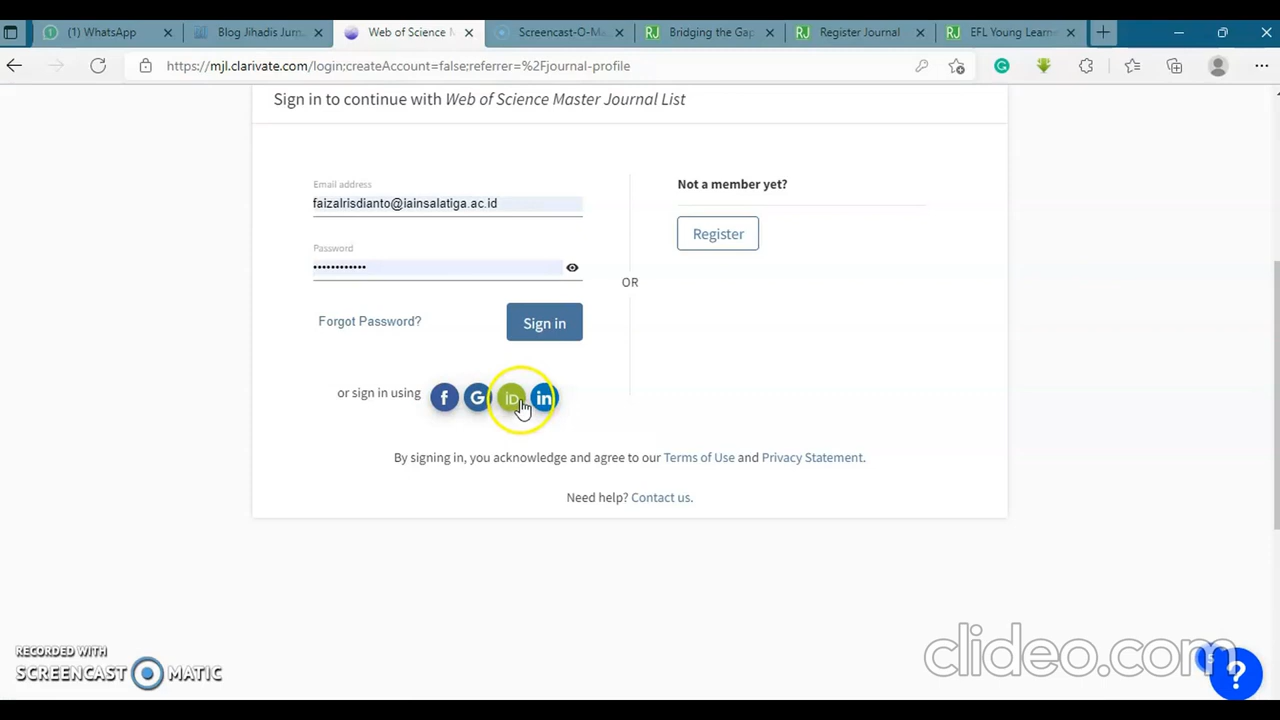 (1) WhatsApp
Blog Jihadis Jurn
Web of Science M
Screencast-O-Ma
Bridging the Gap
Register Journal
EFL Young Learne
https://mjl.clarivate.com/login;createAccount=false;referrer=%2Fjournal-profile
Sign in to continue with Web of Science Master Journal List
Email address
faizalrisdianto@iainsalatiga.ac.id
Password
••••••••••••
Forgot Password?
Sign in
OR
Not a member yet?
Register
or sign in using
f G iD in
By signing in, you acknowledge and agree to our Terms of Use and Privacy Statement.
Need help? Contact us.
RECORDED WITH
SCREENCAST MATIC
clideo.com
?